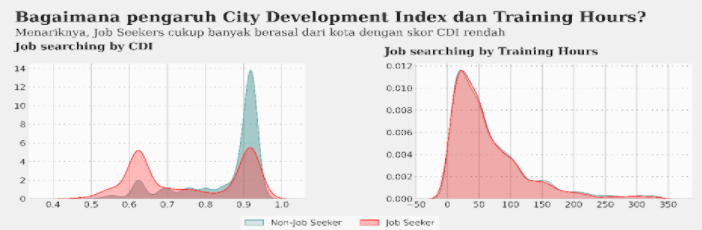 Bagaimana pengaruh City Development Index dan Training Hours?
Menariknya, Job Seekers cukup banyak berasal dari kota dengan skor CDI rendah
Job searching by CDI
Job searching by Training Hours
14
12
10
8
6
4
2
0
0.4 0.5 0.6 0.7 0.8 0.9 1.0
0.012
0.010
0.008
0.006
0.004
0.002
0.000
−50 0 50 100 150 200 250 300 350
Non-Job Seeker Job Seeker